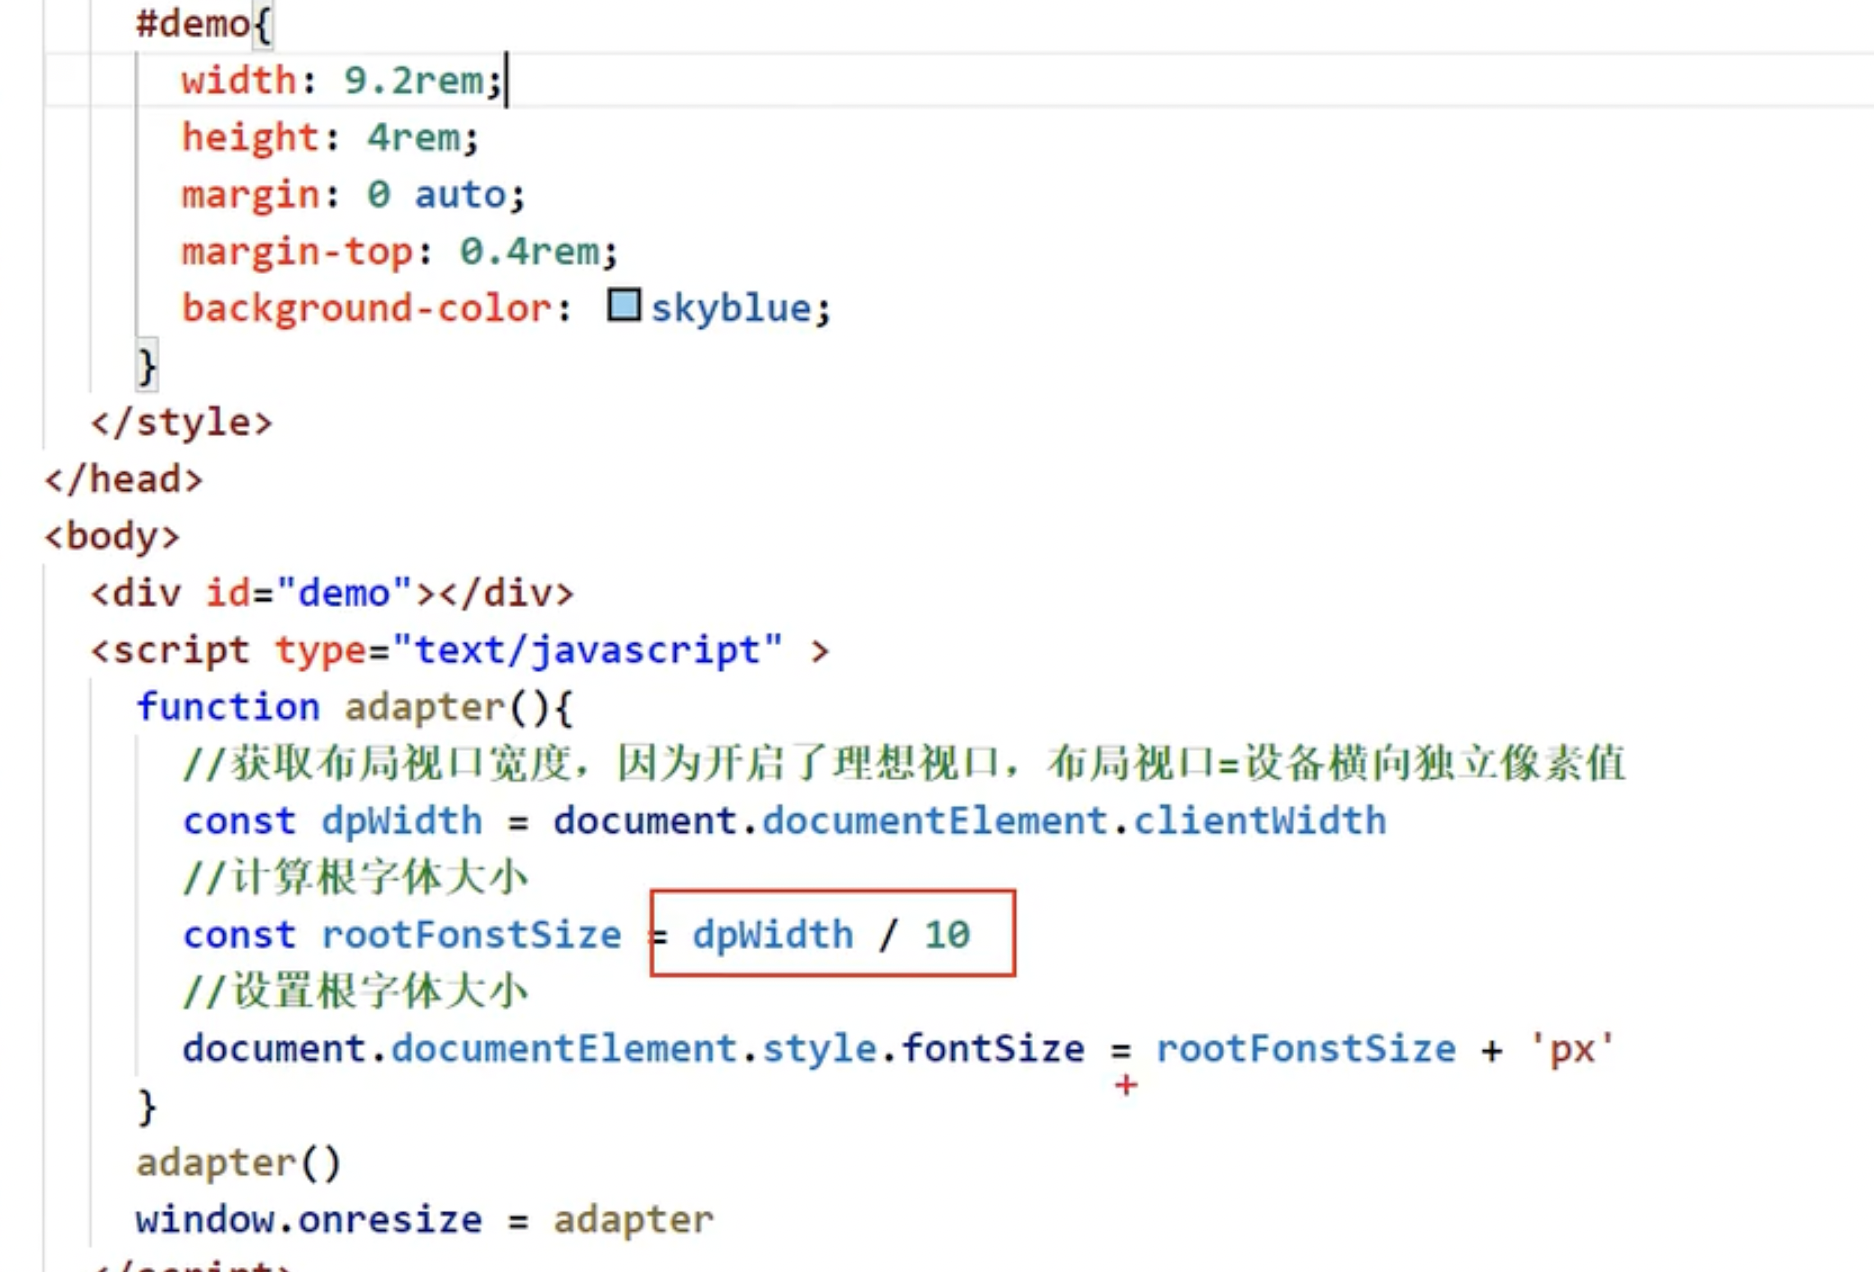 #demo{
width: 9.2rem;
height: 4rem;
margin: 0 auto;
margin-top: 0.4rem;
background-color: skyblue;
}
</style>
</head>
<body>
<div id="demo"></div>
<script type="text/javascript" >
function adapter(){
//获取布局视口宽度，因为开启了理想视口，布局视口=设备横向独立像素值
const dpWidth = document.documentElement.clientWidth
//计算根字体大小
const rootFonstSize = dpWidth / 10
//设置根字体大小
document.documentElement.style.fontSize = rootFonstSize + 'px'
}
adapter()
window.onresize = adapter
</script>